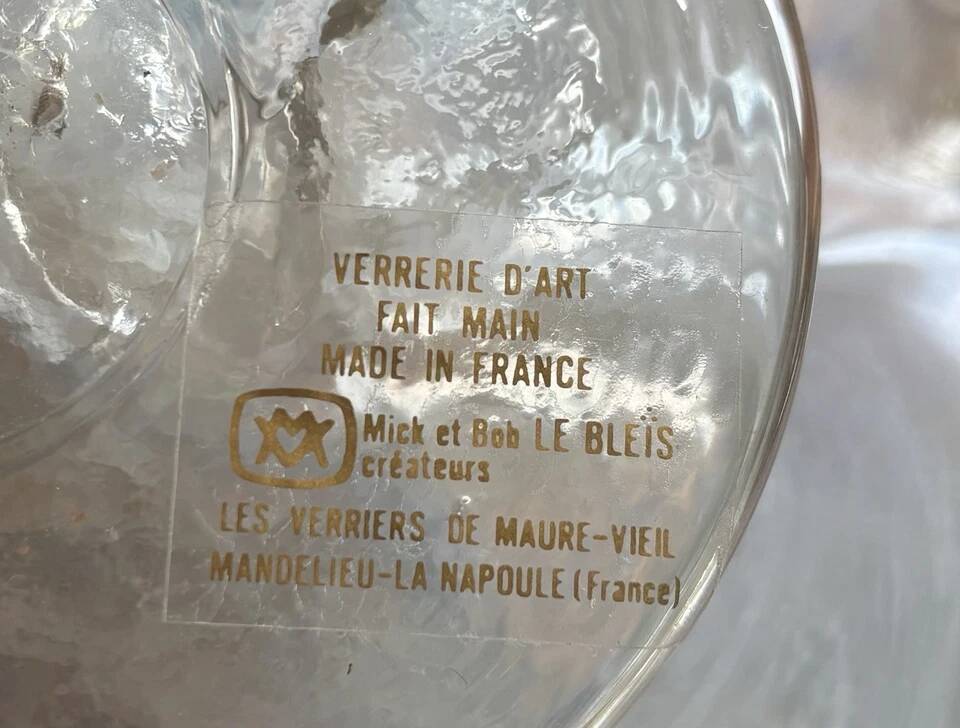 VERRERIE D'ART
FAIT MAIN
MADE IN FRANCE
Mick et Bob LE BLEÏS
créateurs
LES VERRIERS DE MAURE-VIEIL
MANDELIEU-LA NAPOULE (France)